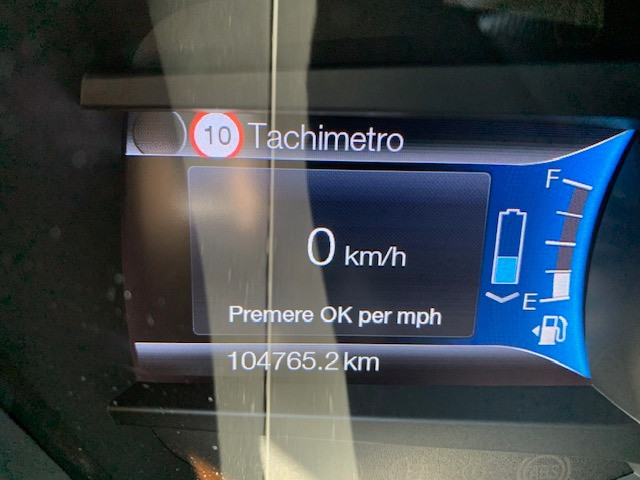 10 Tachimetro
F
0 km/h
E
Premere OK per mph
104765.2 km